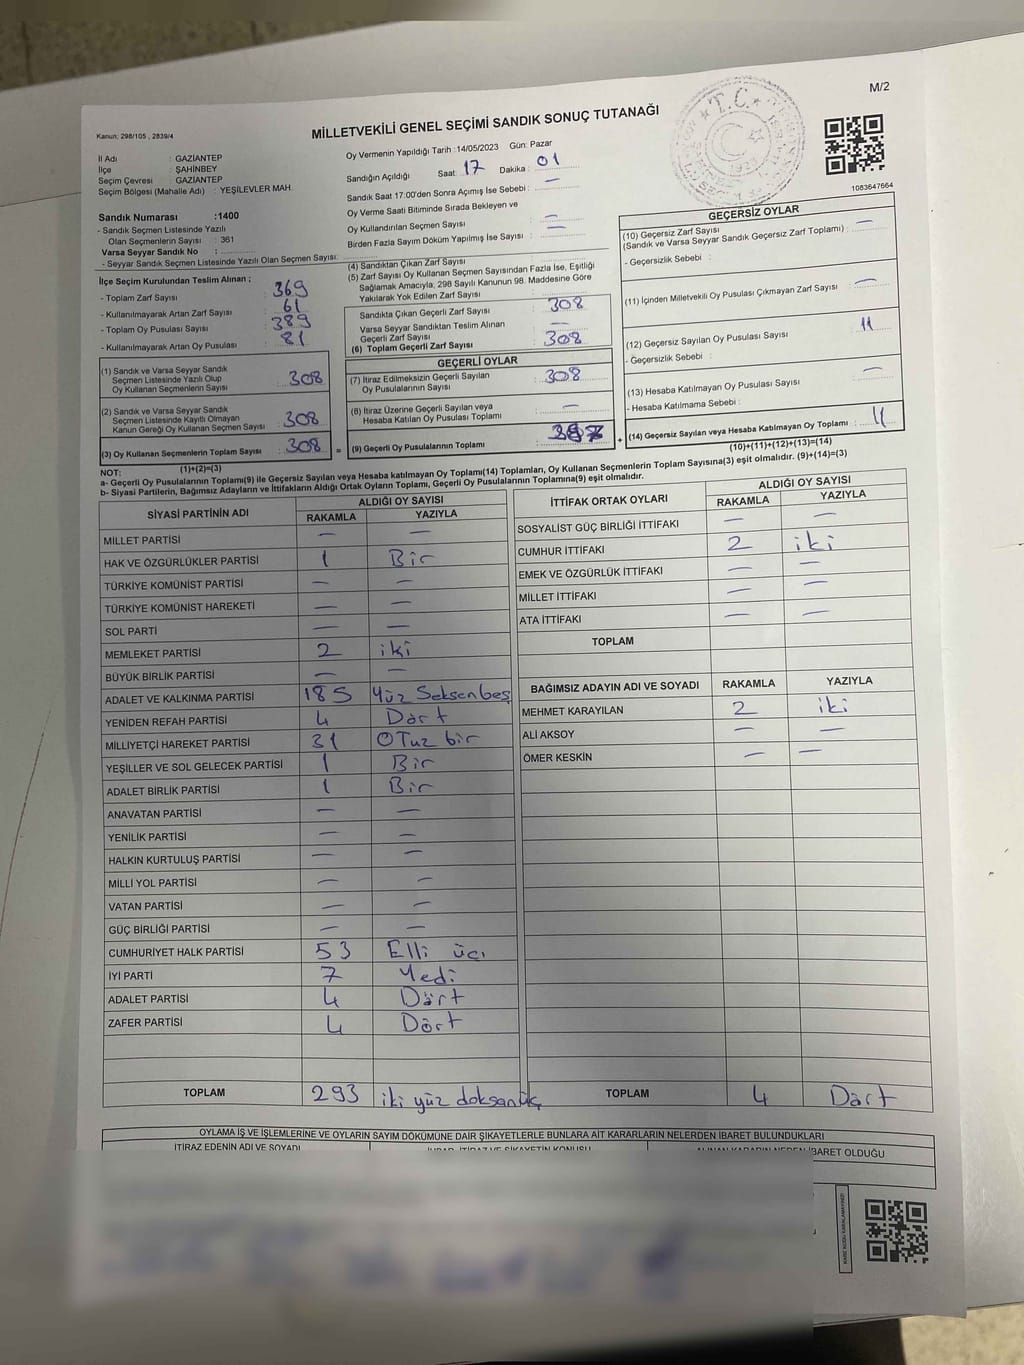 M/2
Kanun: 298/105 , 2839/4
MİLLETVEKİLİ GENEL SEÇİMİ SANDIK SONUÇ TUTANAĞI
T.C.
1083647664
İl Adı : GAZİANTEP
İlçe : ŞAHİNBEY
Seçim Çevresi : GAZİANTEP
Seçim Bölgesi (Mahalle Adı) : YEŞİLEVLER MAH.
Sandık Numarası :1400
- Sandık Seçmen Listesinde Yazılı
Olan Seçmenlerin Sayısı : 361
Varsa Seyyar Sandık No :
- Seyyar Sandık Seçmen Listesinde Yazılı Olan Seçmen Sayısı:
Oy Vermenin Yapıldığı Tarih :14/05/2023 Gün: Pazar
Sandığın Açıldığı Saat: 17 Dakika : 01
Sandık Saat 17:00'den Sonra Açımış İse Sebebi : —
Oy Verme Saati Bitiminde Sırada Bekleyen ve
Oy Kullandırılan Seçmen Sayısı : —
Birden Fazla Sayım Döküm Yapılmış İse Sayısı : —
İlçe Seçim Kurulundan Teslim Alınan ;
- Toplam Zarf Sayısı : 369
- Kullanılmayarak Artan Zarf Sayısı : 61
- Toplam Oy Pusulası Sayısı : 389
- Kullanılmayarak Artan Oy Pusulası : 81
(1) Sandık ve Varsa Seyyar Sandık
Seçmen Listesinde Yazılı Olup
Oy Kullanan Seçmenlerin Sayısı : 308
(2) Sandık ve Varsa Seyyar Sandık
Seçmen Listesinde Kayıtlı Olmayan
Kanun Gereği Oy Kullanan Seçmen Sayısı : 308
(3) Oy Kullanan Seçmenlerin Toplam Sayısı : 308
(1)+(2)=(3)
(4) Sandıktan Çıkan Zarf Sayısı :
(5) Zarf Sayısı Oy Kullanan Seçmen Sayısından Fazla İse, Eşitliği
Sağlamak Amacıyla, 298 Sayılı Kanunun 98. Maddesine Göre
Yakılarak Yok Edilen Zarf Sayısı :
Sandıkta Çıkan Geçerli Zarf Sayısı : 308
Varsa Seyyar Sandıktan Teslim Alınan
Geçerli Zarf Sayısı : —
(6) Toplam Geçerli Zarf Sayısı : 308
GEÇERLİ OYLAR
(7) İtiraz Edilmeksizin Geçerli Sayılan
Oy Pusulalarının Sayısı : 308
(8) İtiraz Üzerine Geçerli Sayılan veya
Hesaba Katılan Oy Pusulası Toplamı : —
= (9) Geçerli Oy Pusulalarının Toplamı :
GEÇERSİZ OYLAR
(10) Geçersiz Zarf Sayısı
(Sandık ve Varsa Seyyar Sandık Geçersiz Zarf Toplamı) : —
- Geçersizlik Sebebi :
(11) İçinden Milletvekili Oy Pusulası Çıkmayan Zarf Sayısı : —
(12) Geçersiz Sayılan Oy Pusulası Sayısı : 11
- Geçersizlik Sebebi :
(13) Hesaba Katılmayan Oy Pusulası Sayısı : —
- Hesaba Katılmama Sebebi :
+ (14) Geçersiz Sayılan veya Hesaba Katılmayan Oy Toplamı : 11
(10)+(11)+(12)+(13)=(14)
NOT:
a- Geçerli Oy Pusulalarının Toplamı(9) ile Geçersiz Sayılan veya Hesaba katılmayan Oy Toplamı(14) Toplamları, Oy Kullanan Seçmenlerin Toplam Sayısına(3) eşit olmalıdır. (9)+(14)=(3)
b- Siyasi Partilerin, Bağımsız Adayların ve İttifakların Aldığı Ortak Oyların Toplamı, Geçerli Oy Pusulalarının Toplamına(9) eşit olmalıdır.
SİYASİ PARTİNİN ADI ALDIĞI OY SAYISI
RAKAMLA YAZIYLA
MİLLET PARTİSİ — —
HAK VE ÖZGÜRLÜKLER PARTİSİ 1 Bir
TÜRKİYE KOMÜNİST PARTİSİ — —
TÜRKİYE KOMÜNİST HAREKETİ — —
SOL PARTİ — —
MEMLEKET PARTİSİ 2 iki
BÜYÜK BİRLİK PARTİSİ — —
ADALET VE KALKINMA PARTİSİ 185 Yüz Seksenbeş
YENİDEN REFAH PARTİSİ 4 Dört
MİLLİYETÇİ HAREKET PARTİSİ 31 OTuz bir
YEŞİLLER VE SOL GELECEK PARTİSİ 1 Bir
ADALET BİRLİK PARTİSİ 1 Bir
ANAVATAN PARTİSİ — —
YENİLİK PARTİSİ — —
HALKIN KURTULUŞ PARTİSİ — —
MİLLİ YOL PARTİSİ — —
VATAN PARTİSİ — —
GÜÇ BİRLİĞİ PARTİSİ — —
CUMHURİYET HALK PARTİSİ 53 Elli üç
İYİ PARTİ 7 Yedi
ADALET PARTİSİ 4 Dört
ZAFER PARTİSİ 4 Dört
TOPLAM 293 iki yüz doksanüç
İTTİFAK ORTAK OYLARI ALDIĞI OY SAYISI
RAKAMLA YAZIYLA
SOSYALİST GÜÇ BİRLİĞİ İTTİFAKI — —
CUMHUR İTTİFAKI 2 iki
EMEK VE ÖZGÜRLÜK İTTİFAKI — —
MİLLET İTTİFAKI — —
ATA İTTİFAKI — —
TOPLAM
BAĞIMSIZ ADAYIN ADI VE SOYADI RAKAMLA YAZIYLA
MEHMET KARAYILAN 2 iki
ALİ AKSOY — —
ÖMER KESKİN — —
TOPLAM 4 Dört
OYLAMA İŞ VE İŞLEMLERİNE VE OYLARIN SAYIM DÖKÜMÜNE DAİR ŞİKAYETLERLE BUNLARA AİT KARARLARIN NELERDEN İBARET BULUNDUKLARI
İTİRAZ EDENİN ADI VE SOYADI İBARET OLDUĞU